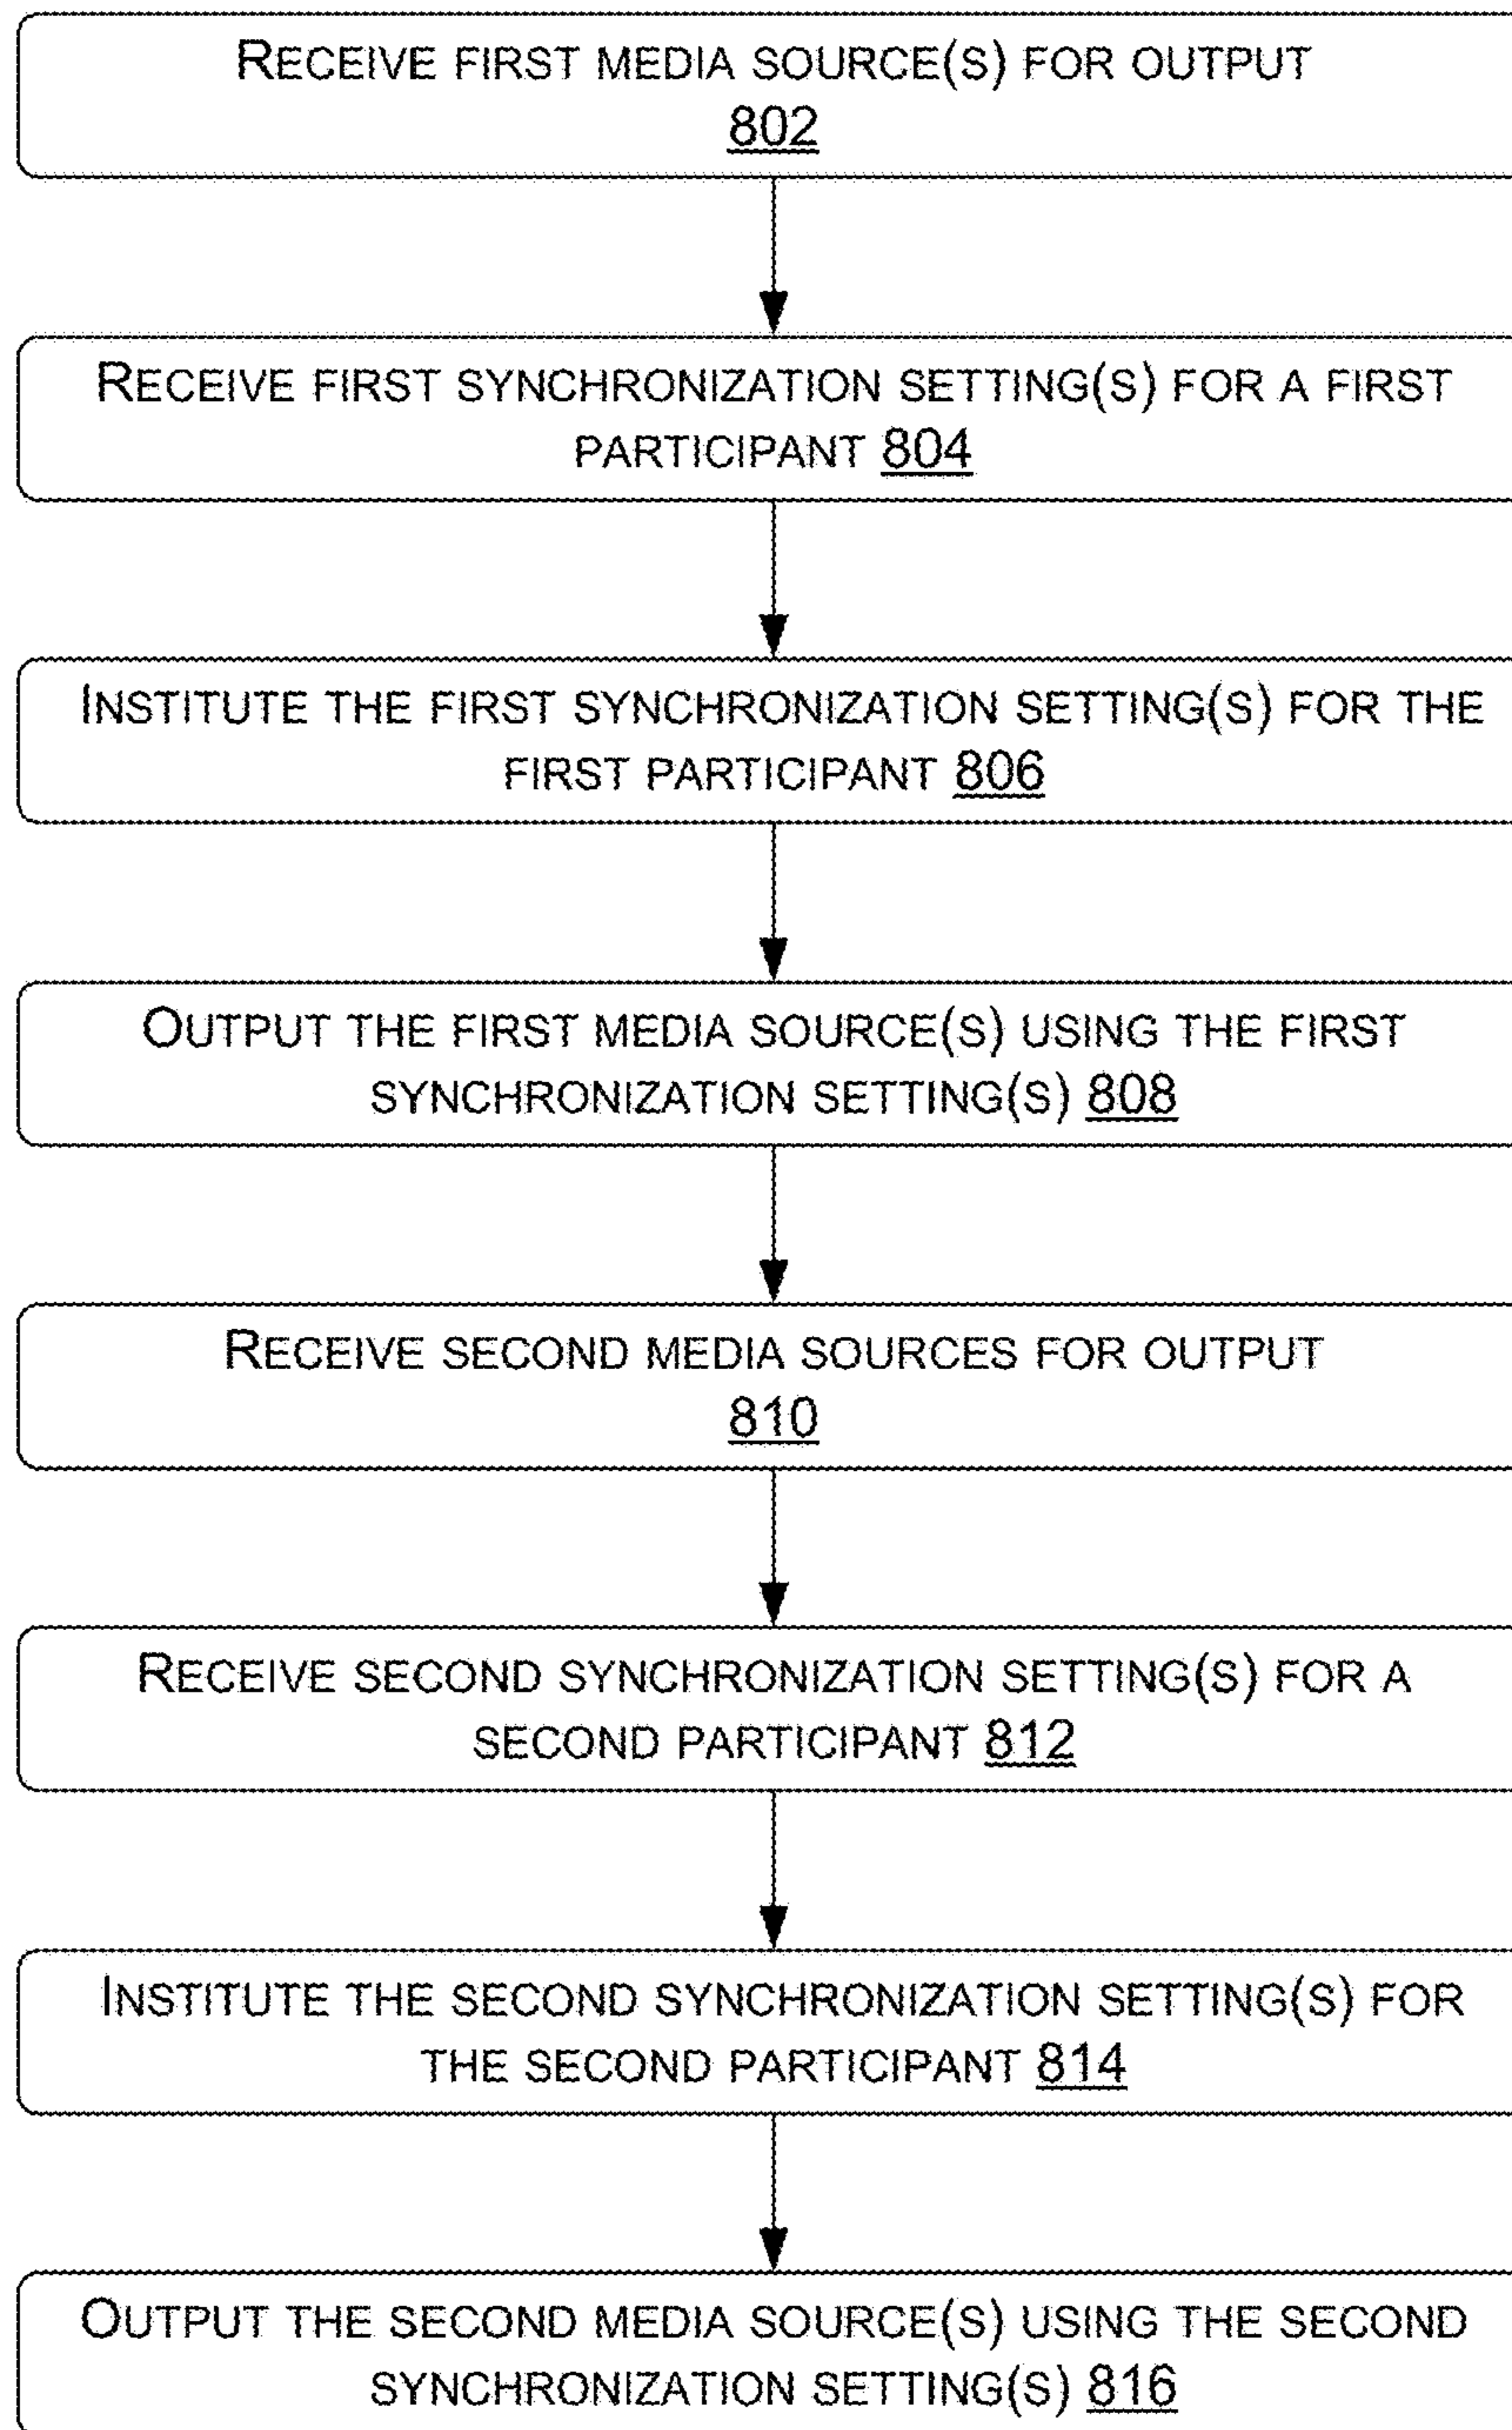 RECEIVE FIRST MEDIA SOURCE(S) FOR OUTPUT
802
RECEIVE FIRST SYNCHRONIZATION SETTING(S) FOR A FIRST
PARTICIPANT 804
INSTITUTE THE FIRST SYNCHRONIZATION SETTING(S) FOR THE
FIRST PARTICIPANT 806
OUTPUT THE FIRST MEDIA SOURCE(S) USING THE FIRST
SYNCHRONIZATION SETTING(S) 808
RECEIVE SECOND MEDIA SOURCES FOR OUTPUT
810
RECEIVE SECOND SYNCHRONIZATION SETTING(S) FOR A
SECOND PARTICIPANT 812
INSTITUTE THE SECOND SYNCHRONIZATION SETTING(S) FOR
THE SECOND PARTICIPANT 814
OUTPUT THE SECOND MEDIA SOURCE(S) USING THE SECOND
SYNCHRONIZATION SETTING(S) 816